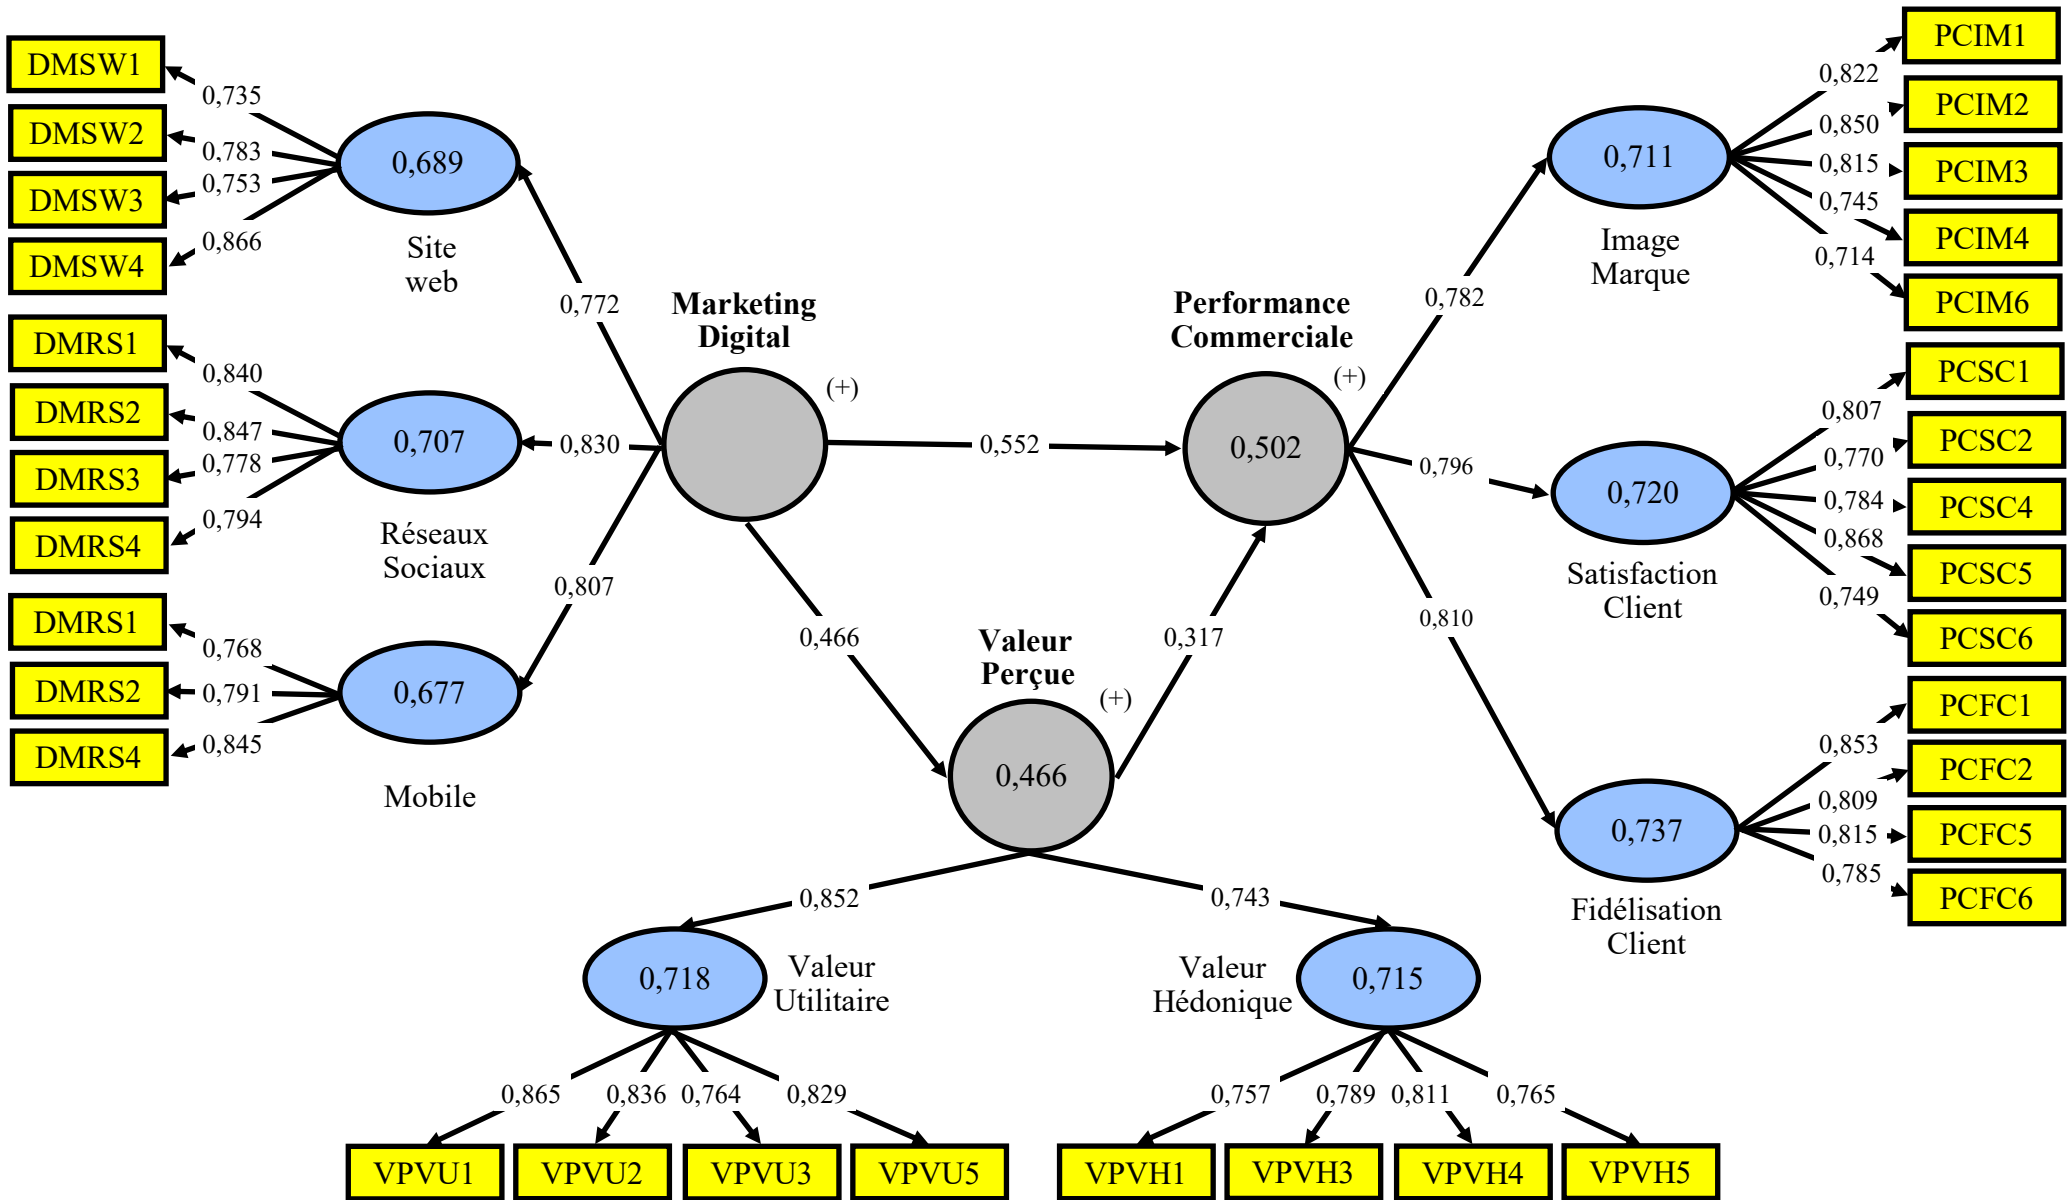 DMSW1
0,735
DMSW2
0,783
DMSW3
0,753
DMSW4
0,866
0,689
Site
web
DMRS1
0,840
DMRS2
0,847
DMRS3
0,778
DMRS4
0,794
0,707
Réseaux
Sociaux
DMRS1
0,768
DMRS2
0,791
DMRS4
0,845
0,677
Mobile
0,772
0,830
0,807
Marketing
Digital
(+)
0,552
0,466
Performance
Commerciale
(+)
0,502
0,317
Valeur
Perçue
(+)
0,466
0,852
0,743
0,718
Valeur
Utilitaire
0,865
0,836
0,764
0,829
VPVU1
VPVU2
VPVU3
VPVU5
Valeur
Hédonique
0,715
0,757
0,789
0,811
0,765
VPVH1
VPVH3
VPVH4
VPVH5
0,782
0,796
0,810
0,711
Image
Marque
0,822
PCIM1
0,850
PCIM2
0,815
PCIM3
0,745
PCIM4
0,714
PCIM6
0,720
Satisfaction
Client
0,807
PCSC1
0,770
PCSC2
0,784
PCSC4
0,868
PCSC5
0,749
PCSC6
0,737
Fidélisation
Client
0,853
PCFC1
0,809
PCFC2
0,815
PCFC5
0,785
PCFC6